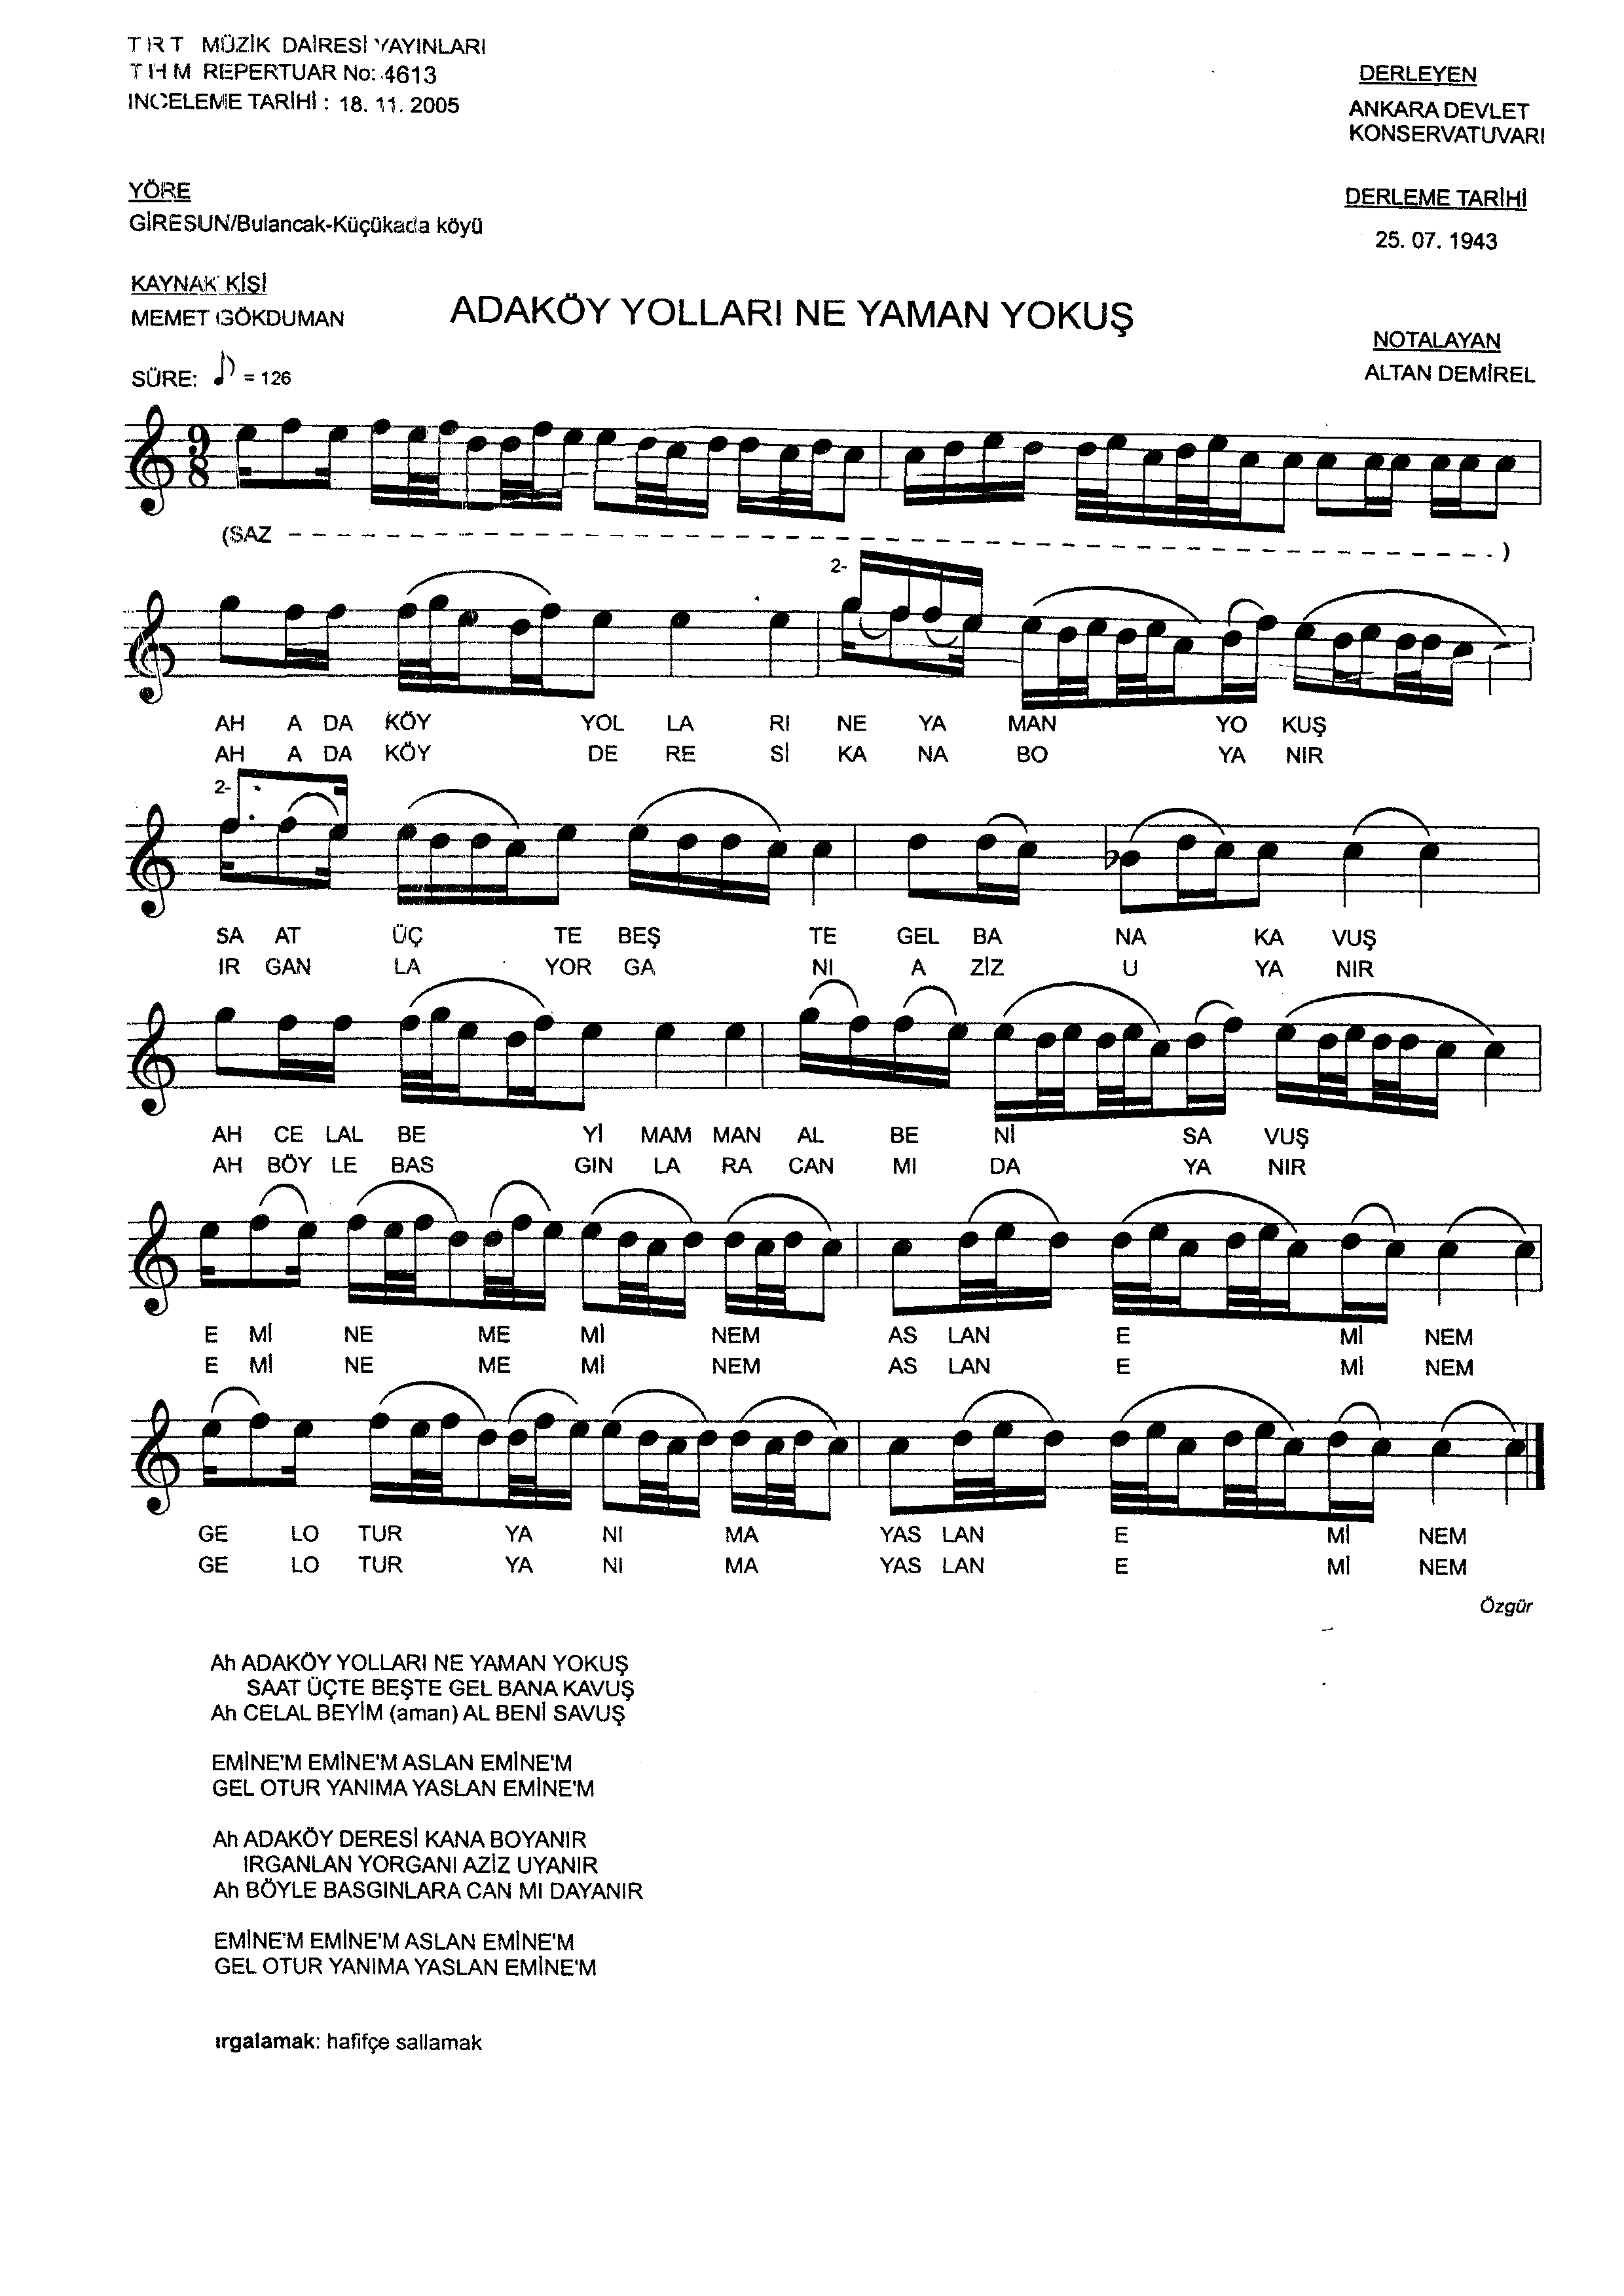 TRT MÜZİK DAİRESİ YAYINLARI
THM REPERTUAR No: 4613
INCELEME TARİHİ : 18. 11. 2005
DERLEYEN
ANKARA DEVLET
KONSERVATUVARI
YÖRE
GİRESUN/Bulancak-Küçükada köyü
DERLEME TARİHİ
25. 07. 1943
KAYNAK KİŞİ
MEMET GÖKDUMAN
ADAKÖY YOLLARI NE YAMAN YOKUŞ
NOTALAYAN
ALTAN DEMİREL
SÜRE: ♪ = 126
9
8
(SAZ - - - - - - - - - - - - - - - - - - - - )
2-
AH A DA KÖY YOL LA RI NE YA MAN YO KUŞ
AH A DA KÖY DE RE Sİ KA NA BO YA NIR
2-
SA AT ÜÇ TE BEŞ TE GEL BA NA KA VUŞ
IR GAN LA YOR GA NI A ZİZ U YA NIR
AH CE LAL BE Yİ MAM MAN AL BE Nİ SA VUŞ
AH BÖY LE BAS GIN LA RA CAN MI DA YA NIR
E Mİ NE ME Mİ NEM AS LAN E Mİ NEM
E Mİ NE ME Mİ NEM AS LAN E Mİ NEM
GE LO TUR YA NI MA YAS LAN E Mİ NEM
GE LO TUR YA NI MA YAS LAN E Mİ NEM
Özgür
Ah ADAKÖY YOLLARI NE YAMAN YOKUŞ
SAAT ÜÇTE BEŞTE GEL BANA KAVUŞ
Ah CELAL BEYİM (aman) AL BENİ SAVUŞ
EMİNE'M EMİNE'M ASLAN EMİNE'M
GEL OTUR YANIMA YASLAN EMİNE'M
Ah ADAKÖY DERESİ KANA BOYANIR
IRGANLAN YORGANI AZİZ UYANIR
Ah BÖYLE BASGINLARA CAN MI DAYANIR
EMİNE'M EMİNE'M ASLAN EMİNE'M
GEL OTUR YANIMA YASLAN EMİNE'M
ırgalamak: hafifçe sallamak